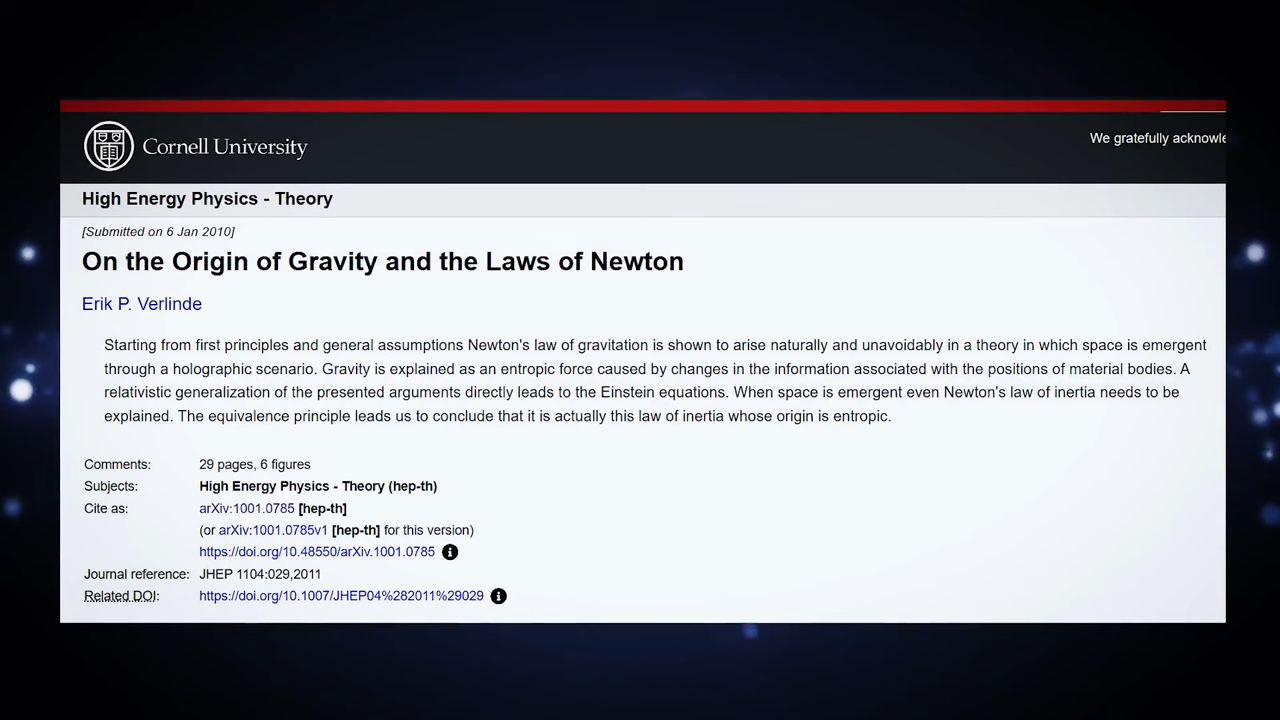 Cornell University
We gratefully
High Energy Physics - Theory
[Submitted on 6 Jan 2010]
On the Origin of Gravity and the Laws of Newton
Erik P. Verlinde
Starting from first principles and general assumptions Newton's law of gravitation is shown to arise naturally and unavoidably in a theory in which space is emergent
through a holographic scenario. Gravity is explained as an entropic force caused by changes in the information associated with the positions of material bodies. A
relativistic generalization of the presented arguments directly leads to the Einstein equations. When space is emergent even Newton's law of inertia needs to be
explained. The equivalence principle leads us to conclude that it is actually this law of inertia whose origin is entropic.
Comments: 29 pages, 6 figures
Subjects: High Energy Physics - Theory (hep-th)
Cite as: arXiv:1001.0785 [hep-th]
(or arXiv:1001.0785v1 [hep-th] for this version)
https://doi.org/10.48550/arXiv.1001.0785
Journal reference: JHEP 1104:029,2011
Related DOI: https://doi.org/10.1007/JHEP04%282011%29029